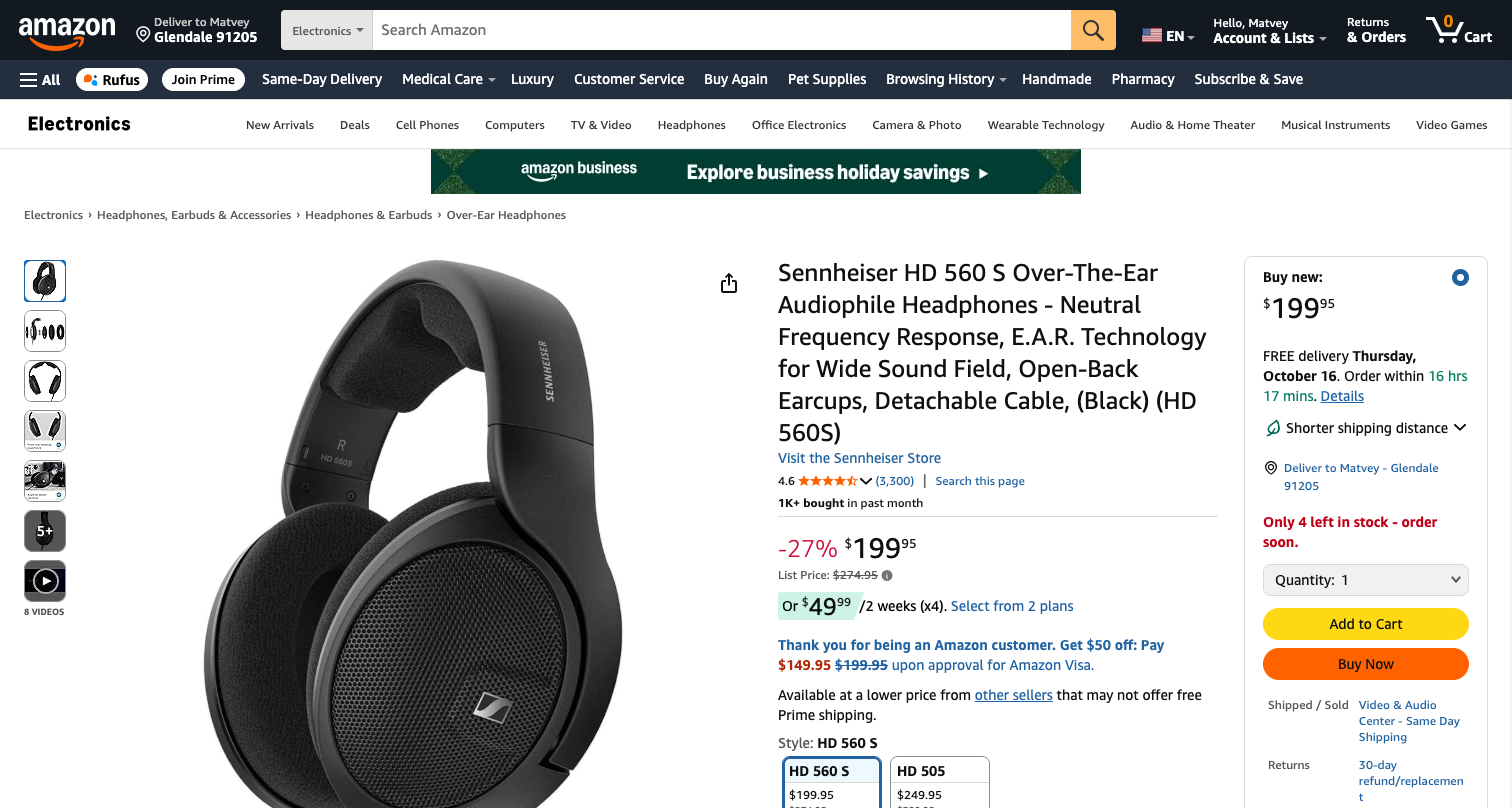 amazon
Deliver to Matvey
Glendale 91205
Electronics
Search Amazon
EN
Hello, Matvey
Account & Lists
Returns
& Orders
0
Cart
All
Rufus
Join Prime
Same-Day Delivery
Medical Care
Luxury
Customer Service
Buy Again
Pet Supplies
Browsing History
Handmade
Pharmacy
Subscribe & Save
Electronics
New Arrivals
Deals
Cell Phones
Computers
TV & Video
Headphones
Office Electronics
Camera & Photo
Wearable Technology
Audio & Home Theater
Musical Instruments
Video Games
amazon business
Explore business holiday savings ▸
Electronics › Headphones, Earbuds & Accessories › Headphones & Earbuds › Over-Ear Headphones
5+
8 VIDEOS
SENNHEISER
R
HD 560S
Sennheiser HD 560 S Over-The-Ear
Audiophile Headphones - Neutral
Frequency Response, E.A.R. Technology
for Wide Sound Field, Open-Back
Earcups, Detachable Cable, (Black) (HD
560S)
Visit the Sennheiser Store
4.6 (3,300) | Search this page
1K+ bought in past month
-27% $199.95
List Price: $274.95
Or $49.99 /2 weeks (x4). Select from 2 plans
Thank you for being an Amazon customer. Get $50 off: Pay
$149.95 $199.95 upon approval for Amazon Visa.
Available at a lower price from other sellers that may not offer free
Prime shipping.
Style: HD 560 S
HD 560 S
$199.95
HD 505
$249.95
Buy new:
$199.95
FREE delivery Thursday,
October 16. Order within 16 hrs
17 mins. Details
Shorter shipping distance
Deliver to Matvey - Glendale
91205
Only 4 left in stock - order
soon.
Quantity: 1
Add to Cart
Buy Now
Shipped / Sold
Video & Audio
Center - Same Day
Shipping
Returns
30-day
refund/replacemen
t